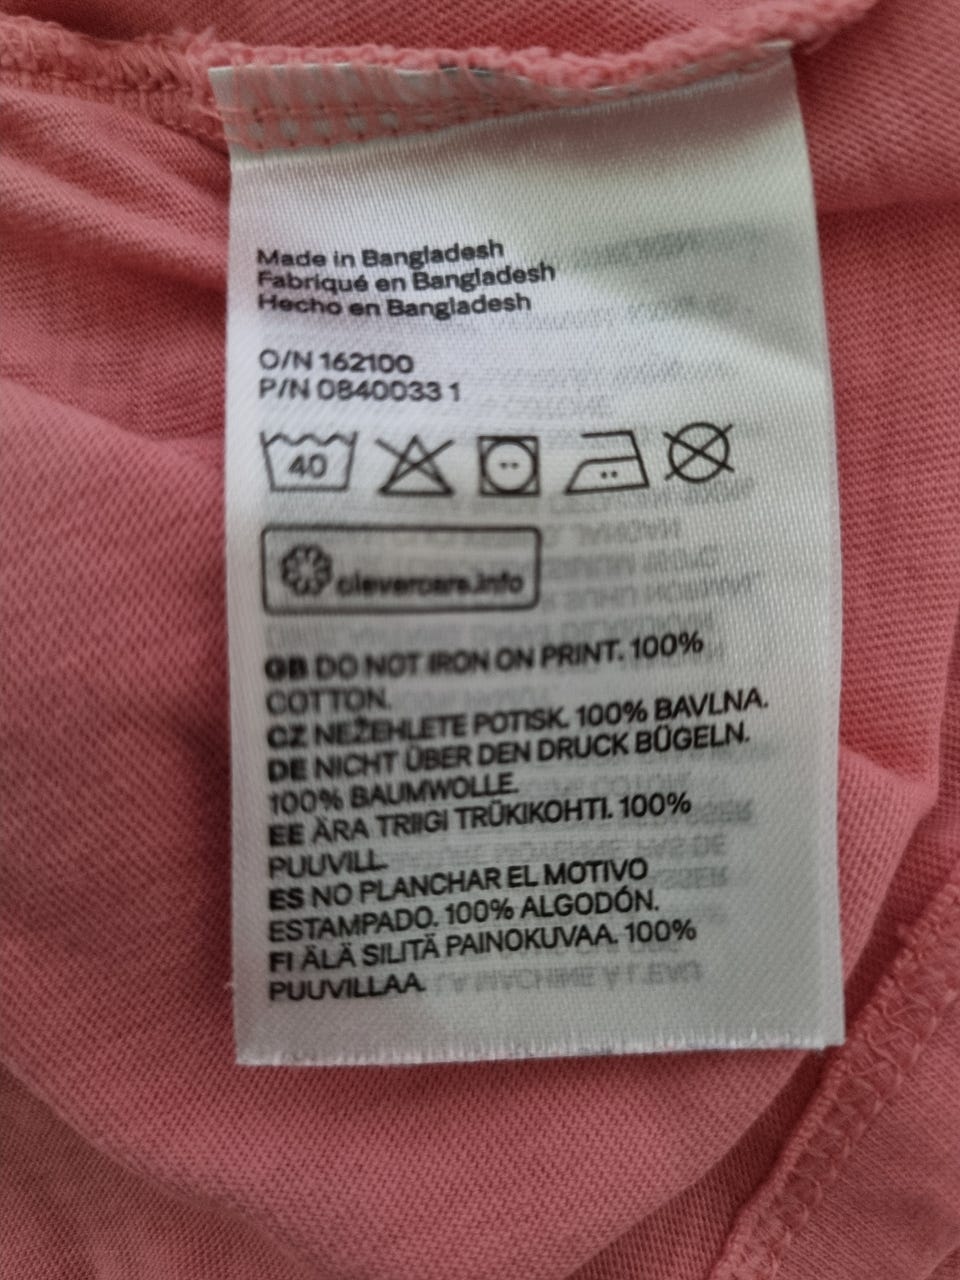 Made in Bangladesh
Fabriqué en Bangladesh
Hecho en Bangladesh
O/N 162100
P/N 0840033 1
40
clevercare.info
GB DO NOT IRON ON PRINT. 100%
COTTON.
CZ NEŽEHLETE POTISK. 100% BAVLNA.
DE NICHT ÜBER DEN DRUCK BÜGELN.
100% BAUMWOLLE.
EE ÄRA TRIIGI TRÜKIKOHTI. 100%
PUUVILL.
ES NO PLANCHAR EL MOTIVO
ESTAMPADO. 100% ALGODÓN.
FI ÄLÄ SILITÄ PAINOKUVAA. 100%
PUUVILLAA.